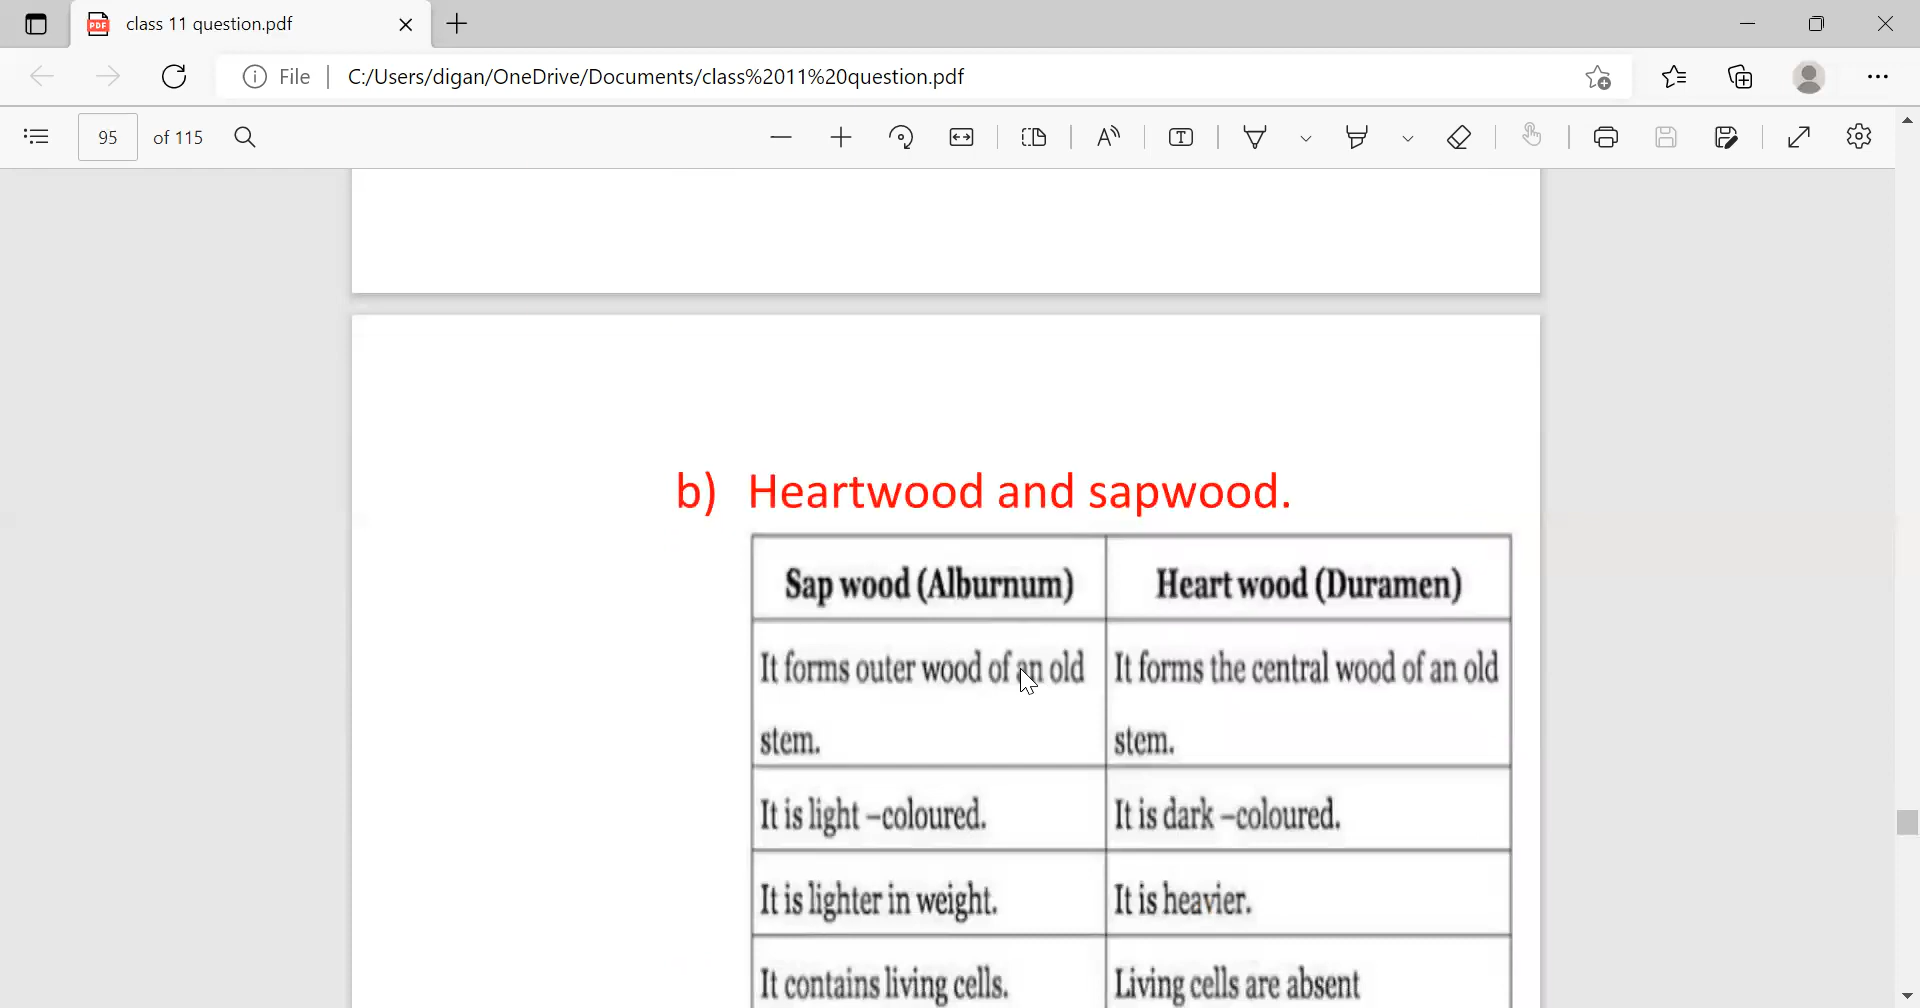 class 11 question.pdf
File
C:/Users/digan/OneDrive/Documents/class%2011%20question.pdf
95 of 115
b) Heartwood and sapwood.
Sap wood (Alburnum) Heart wood (Duramen)
It forms outer wood of an old It forms the central wood of an old
stem. stem.
It is light –coloured. It is dark –coloured.
It is lighter in weight. It is heavier.
It contains living cells. Living cells are absent